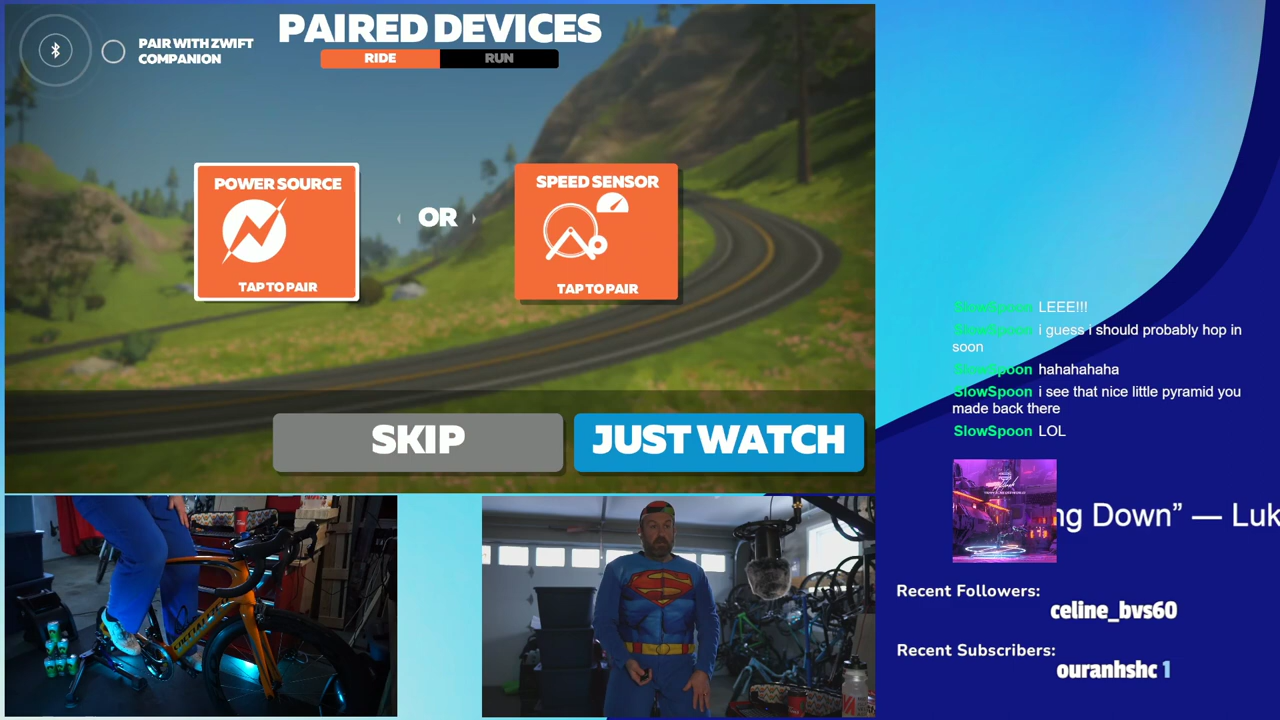 PAIRED DEVICES
PAIR WITH ZWIFT
COMPANION
RIDE
RUN
POWER SOURCE
TAP TO PAIR
OR
SPEED SENSOR
TAP TO PAIR
SKIP
JUST WATCH
SlowSpoon LEEE!!!
SlowSpoon i guess i should probably hop in
soon
SlowSpoon hahahahaha
SlowSpoon i see that nice little pyramid you
made back there
SlowSpoon LOL
ng Down” — Luk
Recent Followers:
celine_bvs60
Recent Subscribers:
ouranhshc 1